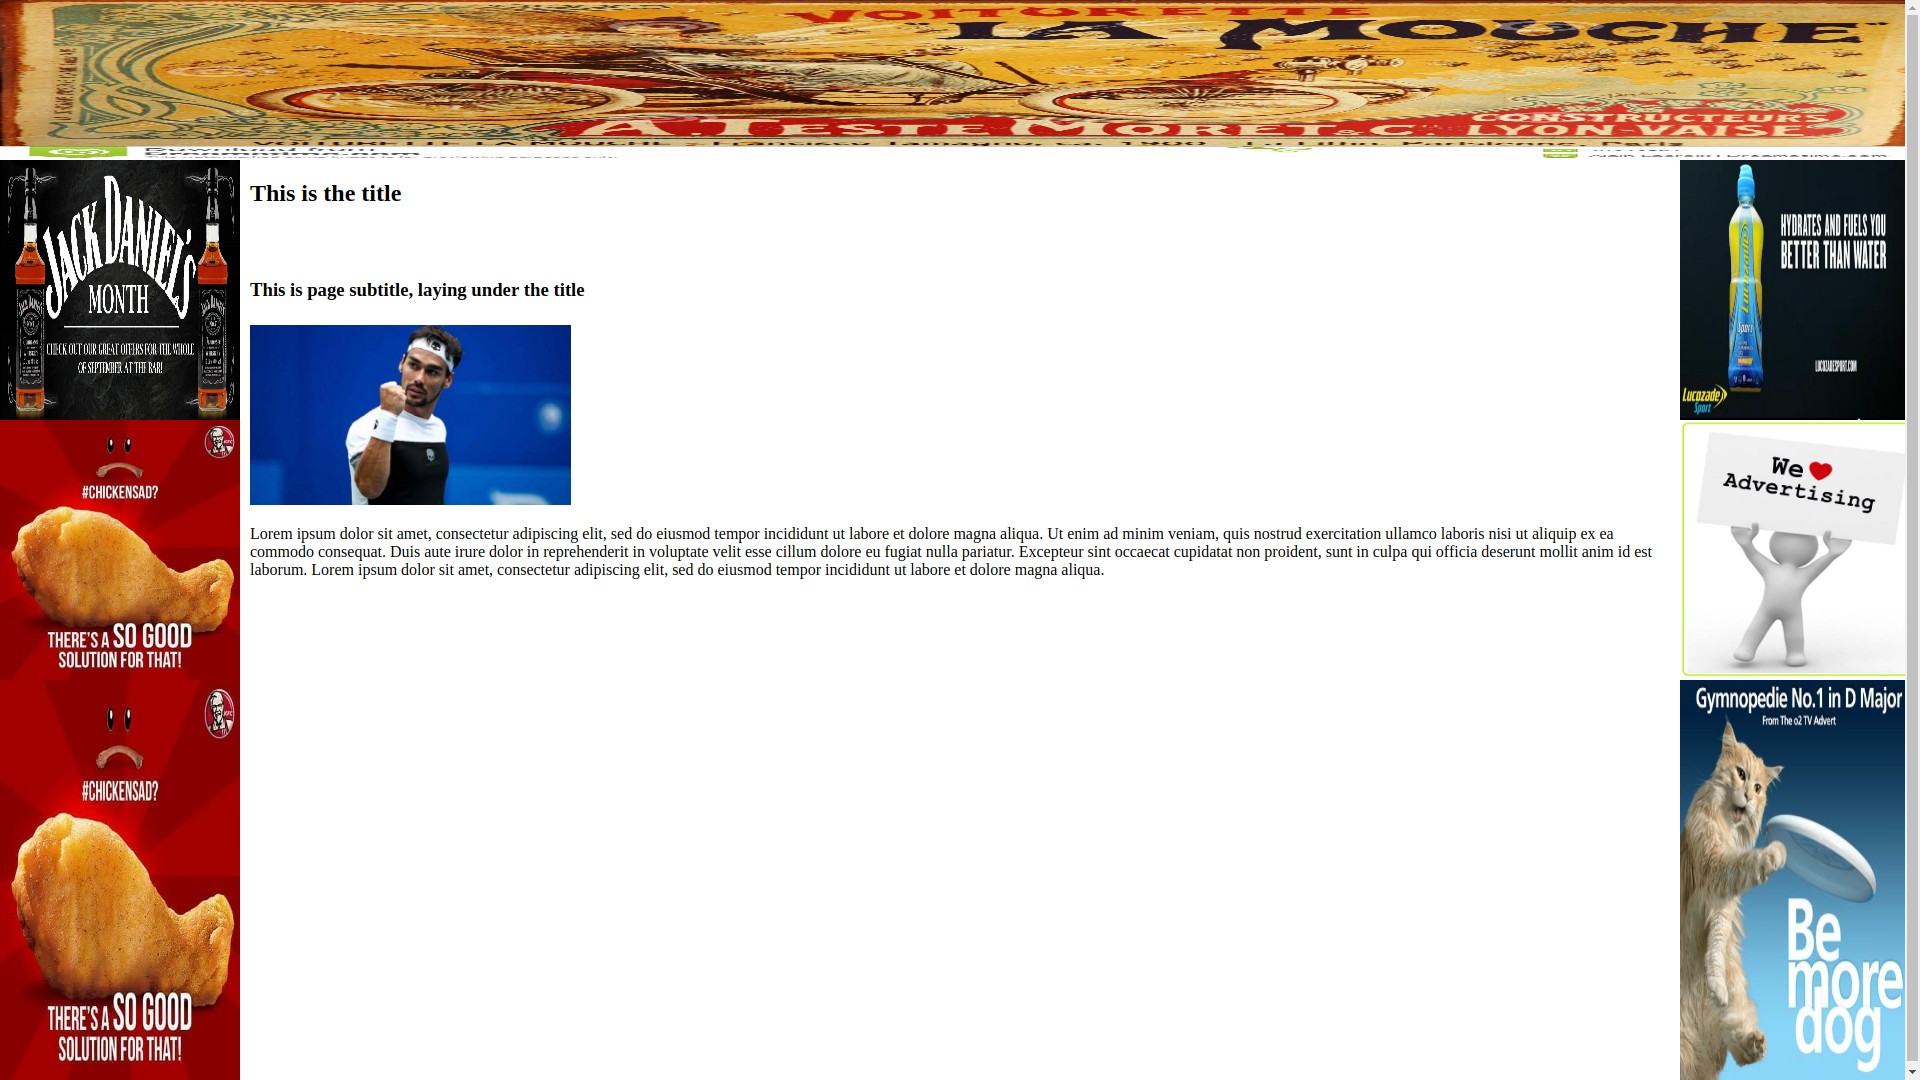 VOITURETTE
LA MOUCHE
A. TESTE MORET & C
CONSTRUCTEURS
LYON-VAISE
JACK DANIEL'S
MONTH
CHECK OUT OUR GREAT OFFERS FOR THE WHOLE
OF SEPTEMBER AT THE BAR!
#CHICKENSAD?
THERE'S A SO GOOD
SOLUTION FOR THAT!
KFC
#CHICKENSAD?
THERE'S A SO GOOD
SOLUTION FOR THAT!
This is the title
This is page subtitle, laying under the title
Lorem ipsum dolor sit amet, consectetur adipiscing elit, sed do eiusmod tempor incididunt ut labore et dolore magna aliqua. Ut enim ad minim veniam, quis nostrud exercitation ullamco laboris nisi ut aliquip ex ea
commodo consequat. Duis aute irure dolor in reprehenderit in voluptate velit esse cillum dolore eu fugiat nulla pariatur. Excepteur sint occaecat cupidatat non proident, sunt in culpa qui officia deserunt mollit anim id est
laborum. Lorem ipsum dolor sit amet, consectetur adipiscing elit, sed do eiusmod tempor incididunt ut labore et dolore magna aliqua.
HYDRATES AND FUELS YOU
BETTER THAN WATER
Lucozade
Sport
LUCOZADESPORT.COM
Lucozade
Sport
We
Advertising
Gymnopedie No.1 in D Major
From The o2 TV Advert
Be
more
dog